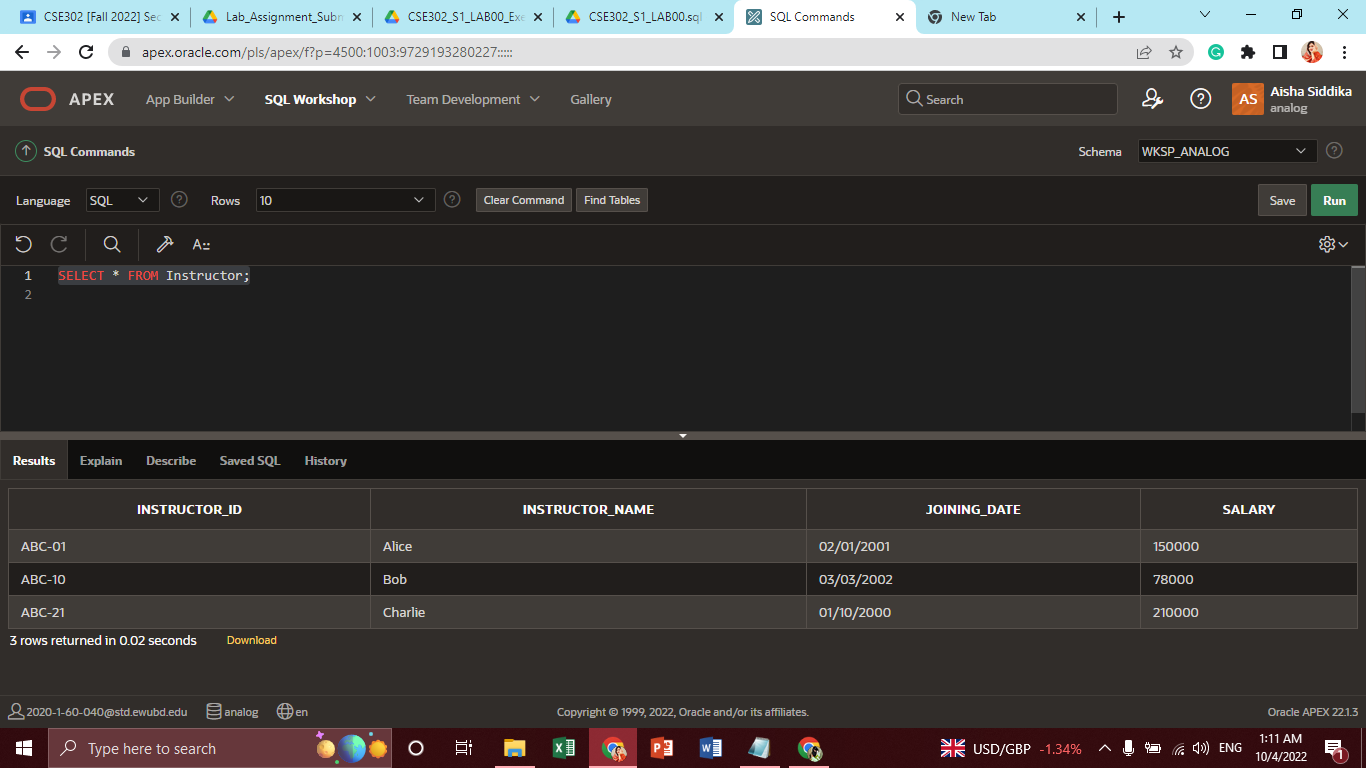 CSE302 [Fall 2022] Sec
Lab_Assignment_Subm
CSE302_S1_LAB00_Exe
CSE302_S1_LAB00.sql
SQL Commands
New Tab
apex.oracle.com/pls/apex/f?p=4500:1003:9729193280227:::::
APEX
App Builder
SQL Workshop
Team Development
Gallery
Search
AS
Aisha Siddika
analog
SQL Commands
Schema
WKSP_ANALOG
Language
SQL
Rows
10
Clear Command
Find Tables
Save
Run
1 SELECT * FROM Instructor;
2
Results
Explain
Describe
Saved SQL
History
INSTRUCTOR_ID INSTRUCTOR_NAME JOINING_DATE SALARY
ABC-01 Alice 02/01/2001 150000
ABC-10 Bob 03/03/2002 78000
ABC-21 Charlie 01/10/2000 210000
3 rows returned in 0.02 seconds
Download
2020-1-60-040@std.ewubd.edu
analog
en
Copyright © 1999, 2022, Oracle and/or its affiliates.
Oracle APEX 22.1.3
Type here to search
USD/GBP -1.34%
ENG
1:11 AM
10/4/2022
1